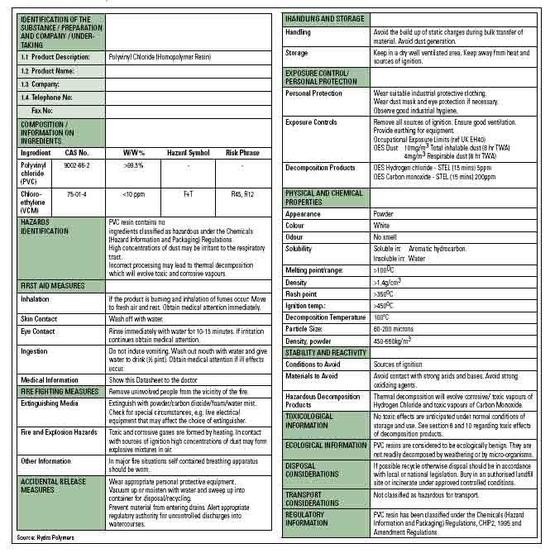 IDENTIFICATION OF THE
SUBSTANCE / PREPARATION
AND COMPANY / UNDER-
TAKING
1.1 Product Description: Polyvinyl Chloride (Homopolymer Resin)
1.2 Product Name:
1.3 Company:
1.4 Telephone No:
Fax No:
COMPOSITION /
INFORMATION ON
INGREDIENTS.
Ingredient CAS No. W/W% Hazard Symbol Risk Phrase
Polyvinyl 9002-86-2 >99.9% - -
chloride
(PVC)
Chloro- 75-01-4 <10 ppm F+T R45, R12
ethylene
(VCM)
HAZARDS
IDENTIFICATION
PVC resin contains no
ingredients classified as hazardous under the Chemicals
(Hazard Information and Packaging) Regulations
High concentrations of dust may be irritant to the respiratory
tract.
Incorrect processing may lead to thermal decomposition
which will evolve toxic and corrosive vapours.
FIRST AID MEASURES
Inhalation If the product is burning and inhalation of fumes occur: Move
to fresh air and rest. Obtain medical attention immediately.
Skin Contact Wash off with water.
Eye Contact Rinse immediately with water for 10-15 minutes. If irritation
continues obtain medical attention.
Ingestion Do not induce vomiting. Wash out mouth with water and give
water to drink (½ pint). Obtain medical attention if ill effects
occur.
Medical Information Show this Datasheet to the doctor
FIRE FIGHTING MEASURES Remove uninvolved people from the vicinity of the fire.
Extinguishing Media Extinguish with powder/carbon dioxide/foam/water mist.
Check for special circumstances, e.g. live electrical
equipment that may affect the choice of extinguisher.
Fire and Explosion Hazards Toxic and corrosive gases are formed by heating. In contact
with sources of ignition high concentrations of dust may form
explosive mixtures in air.
Other Information In major fire situations self contained breathing apparatus
should be worn.
ACCIDENTAL RELEASE
MEASURES
Wear appropriate personal protective equipment.
Vacuum up or moisten with water and sweep up into
container for disposal/recycling.
Prevent material from entering drains. Alert appropriate
regulatory authority for uncontrolled discharges into
watercourses.
Source: Hydro Polymers
HANDLING AND STORAGE
Handling Avoid the build up of static charges during bulk transfer of
material. Avoid dust generation.
Storage Keep in a dry well ventilated area. Keep away from heat and
sources of ignition.
EXPOSURE CONTROL/
PERSONAL PROTECTION
Personal Protection Wear suitable industrial protective clothing.
Wear dust mask and eye protection if necessary.
Observe good industrial hygiene.
Exposure Controls Remove all sources of ignition. Ensure good ventilation.
Provide earthing for equipment.
Occupational Exposure Limits (ref UK EH40)
OES Dust 10mg/m³ Total inhalable dust (8 hr TWA)
4mg/m³ Respirable dust (8 hr TWA)
Decomposition Products OES Hydrogen chloride - STEL (15 mins) 5ppm
OES Carbon monoxide - STEL (15 mins) 200ppm
PHYSICAL AND CHEMICAL
PROPERTIES
Appearance Powder
Colour White
Odour No smell
Solubility Soluble in: Aromatic hydrocarbon.
Insoluble in: Water
Melting point/range: >100⁰C
Density >1.4g/cm³
Flash point >350⁰C
Ignition temp.: >450⁰C
Decomposition Temperature 100⁰C
Particle Size: 60-200 microns
Density, powder 450-650kg/m³
STABILITY AND REACTIVITY
Conditions to Avoid Sources of ignition
Materials to Avoid Avoid contact with strong acids and bases. Avoid strong
oxidizing agents.
Hazardous Decomposition
Products
Thermal decomposition will evolve corrosive/ toxic vapours of
Hydrogen Chloride and toxic vapours of Carbon Monoxide.
TOXICOLOGICAL
INFORMATION
No toxic effects are anticipated under normal conditions of
storage and use. See section 6 and 10 regarding toxic effects
of decomposition products.
ECOLOGICAL INFORMATION PVC resins are considered to be ecologically benign. They are
not readily decomposed by weathering or by micro-organisms.
DISPOSAL
CONSIDERATIONS
If possible recycle otherwise disposal should be in accordance
with local or national legislation. Bury in an authorised landfill
site or incinerate under approved controlled conditions.
TRANSPORT
CONSIDERATIONS
Not classified as hazardous for transport.
REGULATORY
INFORMATION
PVC resin has been classified under the Chemicals (Hazard
Information and Packaging) Regulations, CHIP2, 1995 and
Amendment Regulations